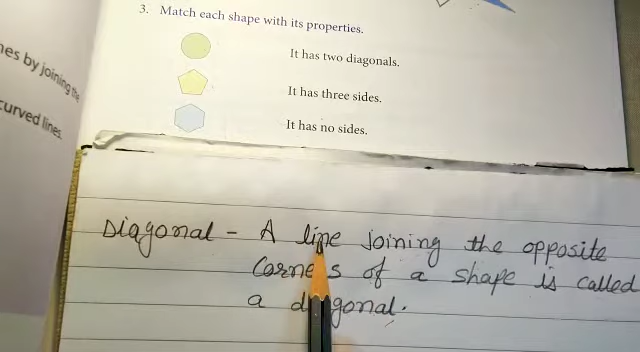 3. Match each shape with its properties.
It has two diagonals.
It has three sides.
It has no sides.
by joining the
curved lines.
Diagonal - A line joining the opposite
corners of a shape is called
a diagonal.